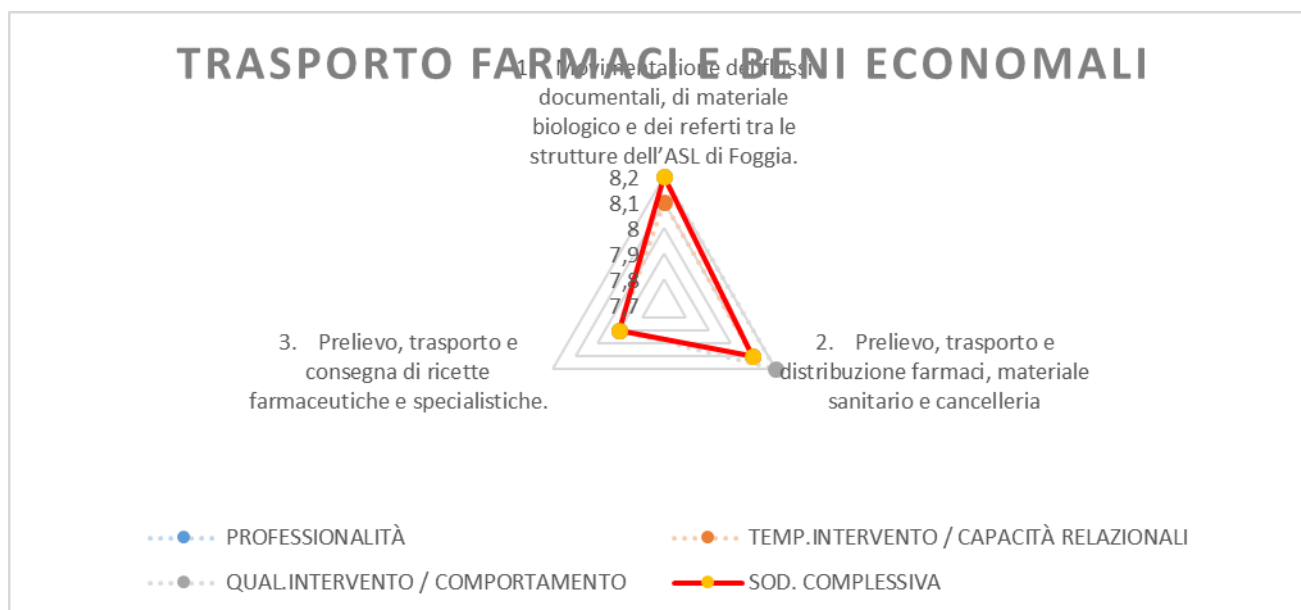 TRASPORTO FARMACI E BENI ECONOMALI
1. Movimentazione dei flussi
documentali, di materiale
biologico e dei referti tra le
strutture dell'ASL di Foggia.
8,2
8,1
8
7,9
7,8
7,7
3. Prelievo, trasporto e
consegna di ricette
farmaceutiche e specialistiche.
2. Prelievo, trasporto e
distribuzione farmaci, materiale
sanitario e cancelleria
PROFESSIONALITÀ
TEMP.INTERVENTO / CAPACITÀ RELAZIONALI
QUAL.INTERVENTO / COMPORTAMENTO
SOD. COMPLESSIVA